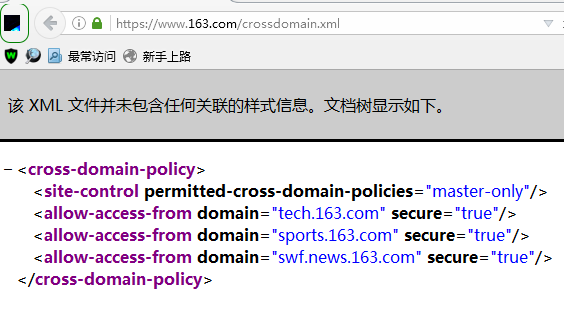 https://www.163.com/crossdomain.xml
最常访问 新手上路
该 XML 文件并未包含任何关联的样式信息。文档树显示如下。
− <cross-domain-policy>
<site-control permitted-cross-domain-policies="master-only"/>
<allow-access-from domain="tech.163.com" secure="true"/>
<allow-access-from domain="sports.163.com" secure="true"/>
<allow-access-from domain="swf.news.163.com" secure="true"/>
</cross-domain-policy>